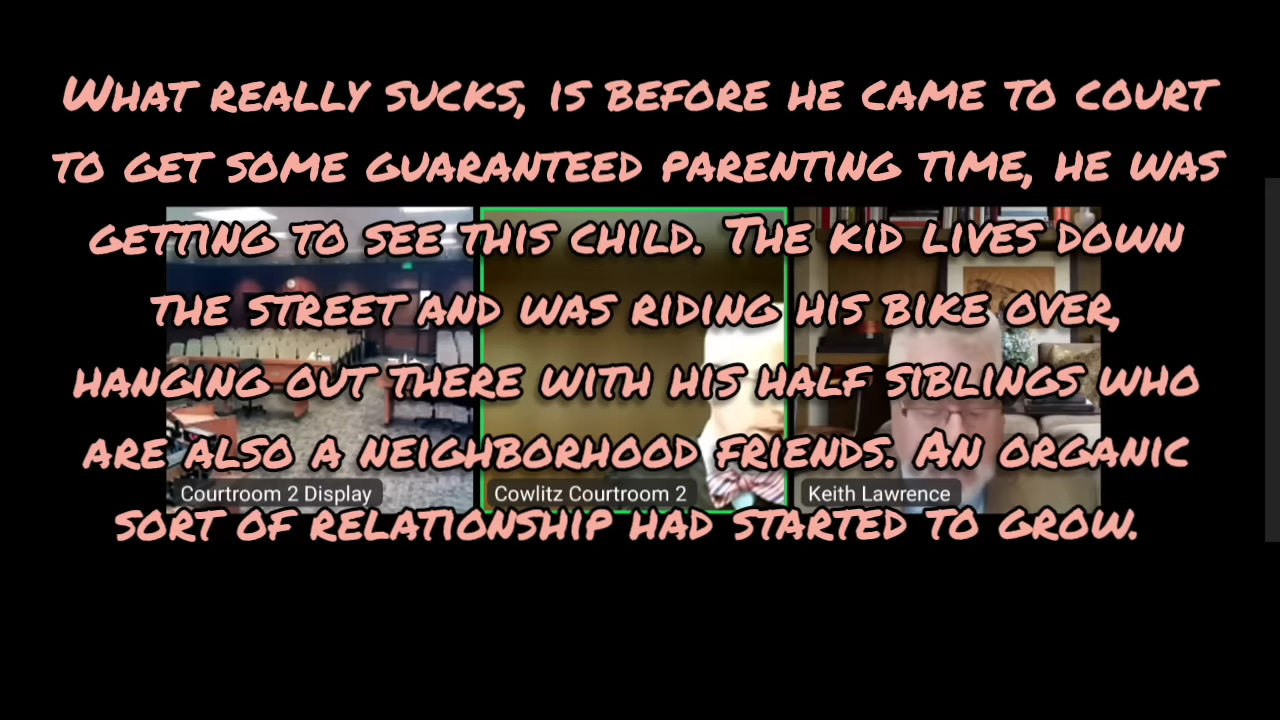 WHAT REALLY SUCKS, IS BEFORE HE CAME TO COURT
TO GET SOME GUARANTEED PARENTING TIME, HE WAS
GETTING TO SEE THIS CHILD. THE KID LIVES DOWN
THE STREET AND WAS RIDING HIS BIKE OVER,
HANGING OUT THERE WITH HIS HALF SIBLINGS WHO
ARE ALSO A NEIGHBORHOOD FRIENDS. AN ORGANIC
Courtroom 2 Display
Cowlitz Courtroom 2
Keith Lawrence
SORT OF RELATIONSHIP HAD STARTED TO GROW.